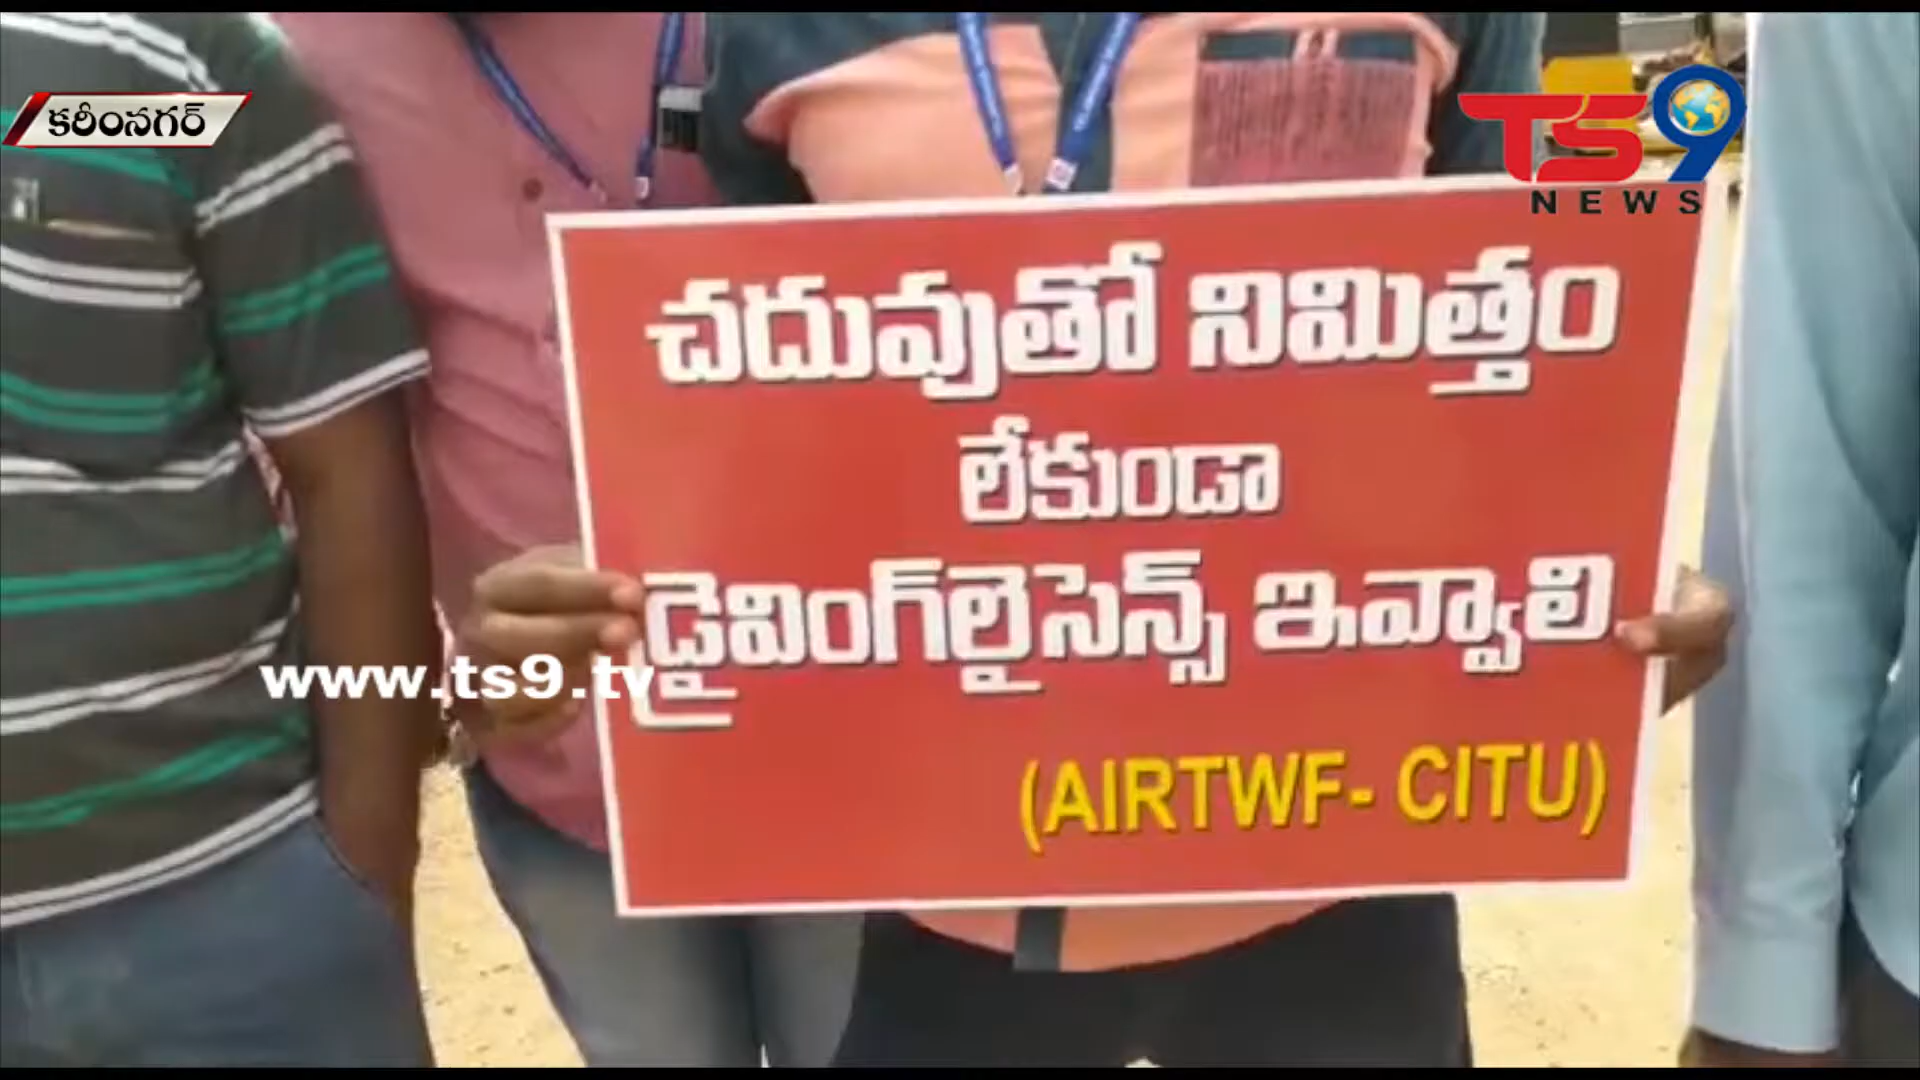 కరీంనగర్
TS9
NEWS
చదువుతో నిమిత్తం
లేకుండా
డ్రైవింగ్‌లైసెన్స్ ఇవ్వాలి
www.ts9.tv
(AIRTWF- CITU)